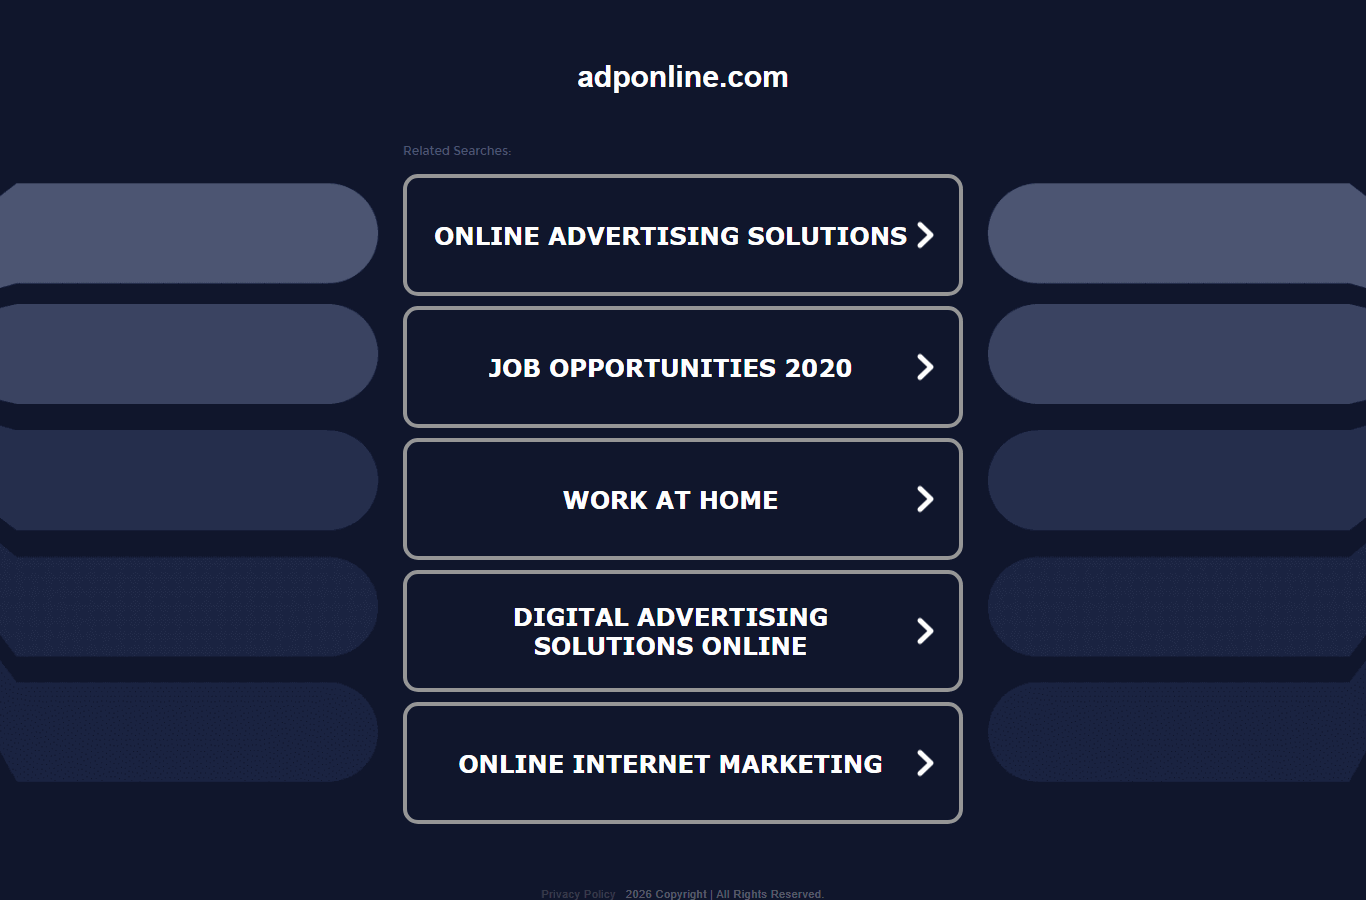 adponline.com
Related Searches:
ONLINE ADVERTISING SOLUTIONS
JOB OPPORTUNITIES 2020
WORK AT HOME
DIGITAL ADVERTISING
SOLUTIONS ONLINE
ONLINE INTERNET MARKETING
Privacy Policy 2026 Copyright | All Rights Reserved.